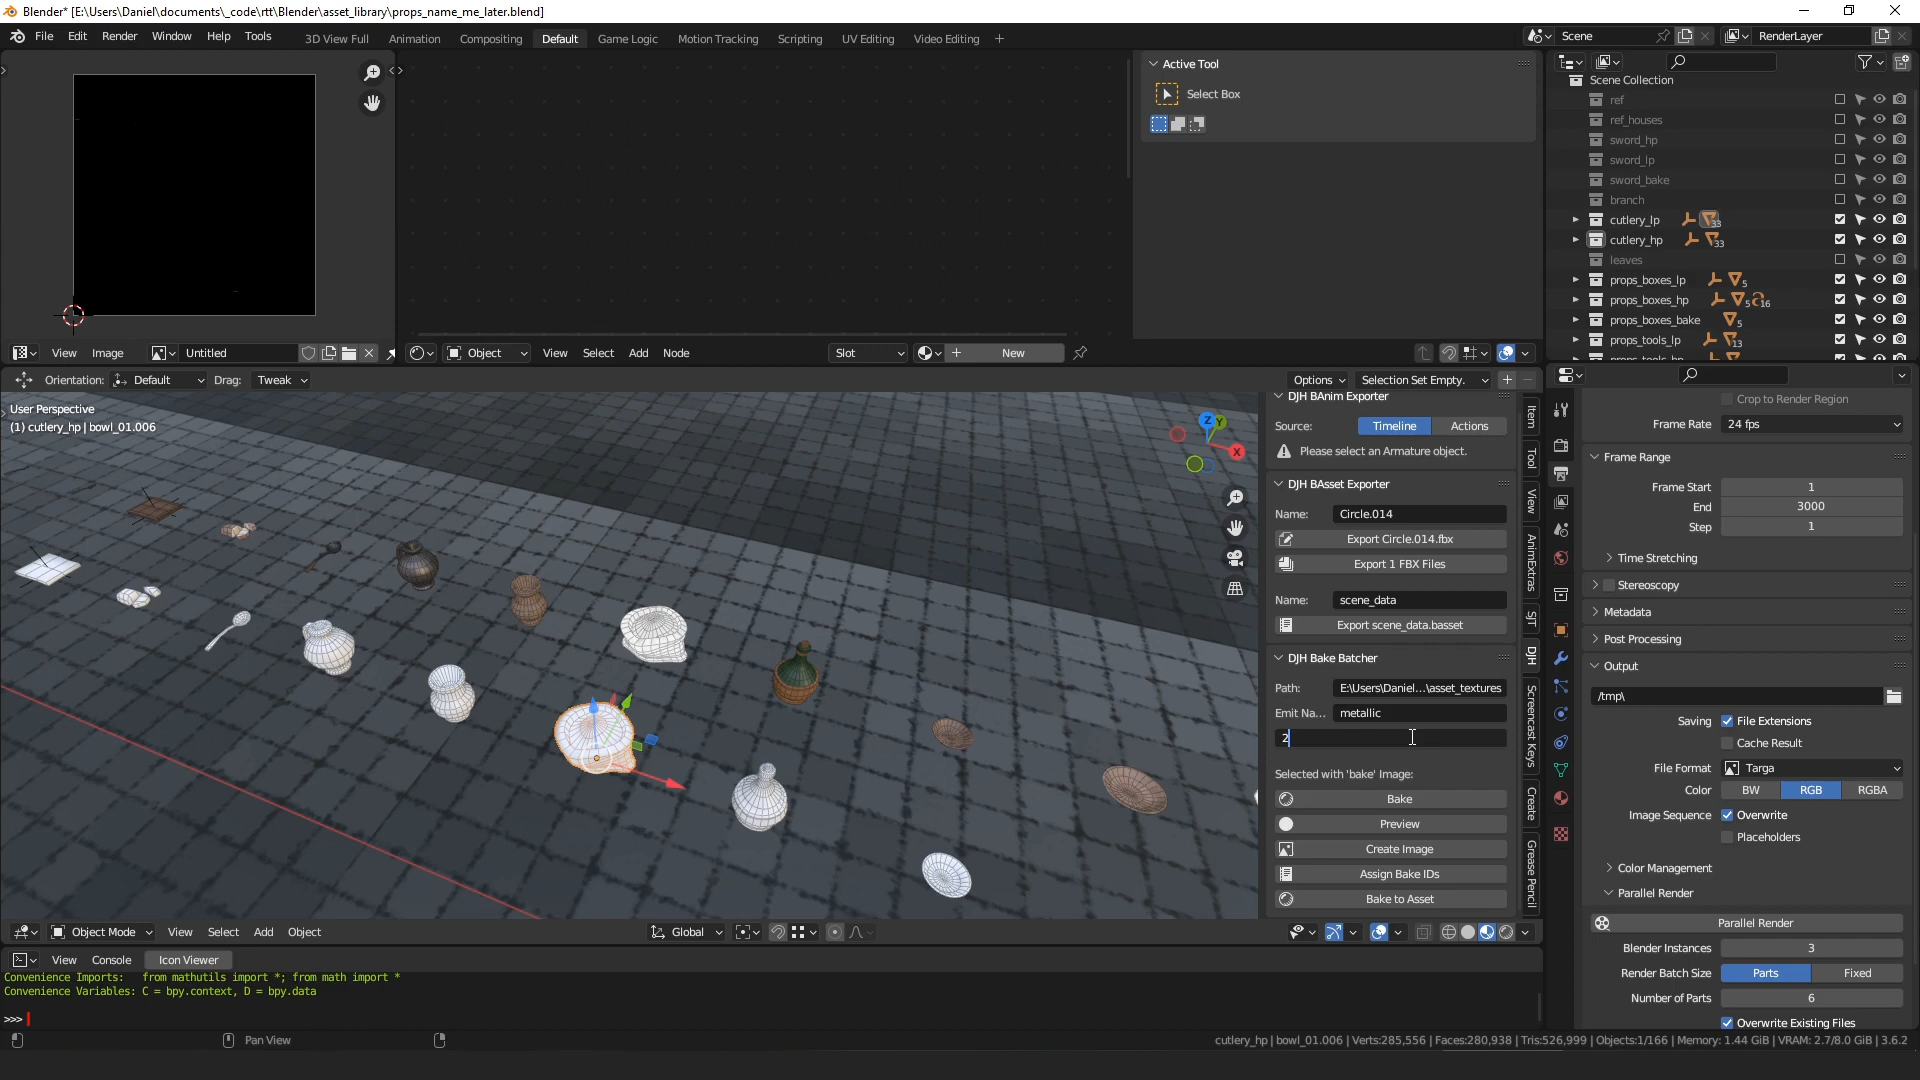 Blender* [E:\Users\Daniel\documents\_code\rtt\Blender\asset_library\props_name_me_later.blend]
File Edit Render Window Help Tools 3D View Full Animation Compositing Default Game Logic Motion Tracking Scripting UV Editing Video Editing + Scene RenderLayer
Active Tool
Select Box
Scene Collection
ref
ref_houses
sword_hp
sword_lp
sword_bake
branch
cutlery_lp 33
cutlery_hp 33
leaves
props_boxes_lp 5
props_boxes_hp 5 16
props_boxes_bake 5
props_tools_lp 13
View Image Untitled Object View Select Add Node Slot New
Orientation: Default Drag: Tweak Options Selection Set Empty.
User Perspective
(1) cutlery_hp | bowl_01.006
Z Y X
DJH BAnim Exporter
Source: Timeline Actions
Please select an Armature object.
DJH BAsset Exporter
Name: Circle.014
Export Circle.014.fbx
Export 1 FBX Files
Name: scene_data
Export scene_data.basset
DJH Bake Batcher
Path: E:\Users\Daniel...\asset_textures
Emit Na... metallic
2
Selected with 'bake' Image:
Bake
Preview
Create Image
Assign Bake IDs
Bake to Asset
Item
Tool
View
AnimExtras
SJT
DJH
Screencast Keys
Create
Grease Pencil
Crop to Render Region
Frame Rate 24 fps
Frame Range
Frame Start 1
End 3000
Step 1
Time Stretching
Stereoscopy
Metadata
Post Processing
Output
/tmp\
Saving File Extensions
Cache Result
File Format Targa
Color BW RGB RGBA
Image Sequence Overwrite
Placeholders
Color Management
Parallel Render
Parallel Render
Blender Instances 3
Render Batch Size Parts Fixed
Number of Parts 6
Overwrite Existing Files
Object Mode View Select Add Object Global
View Console Icon Viewer
Convenience Imports: from mathutils import *; from math import *
Convenience Variables: C = bpy.context, D = bpy.data
>>>
Pan View
cutlery_hp | bowl_01.006 | Verts:285,556 | Faces:280,938 | Tris:526,999 | Objects:1/166 | Memory: 1.44 GiB | VRAM: 2.7/8.0 GiB | 3.6.2